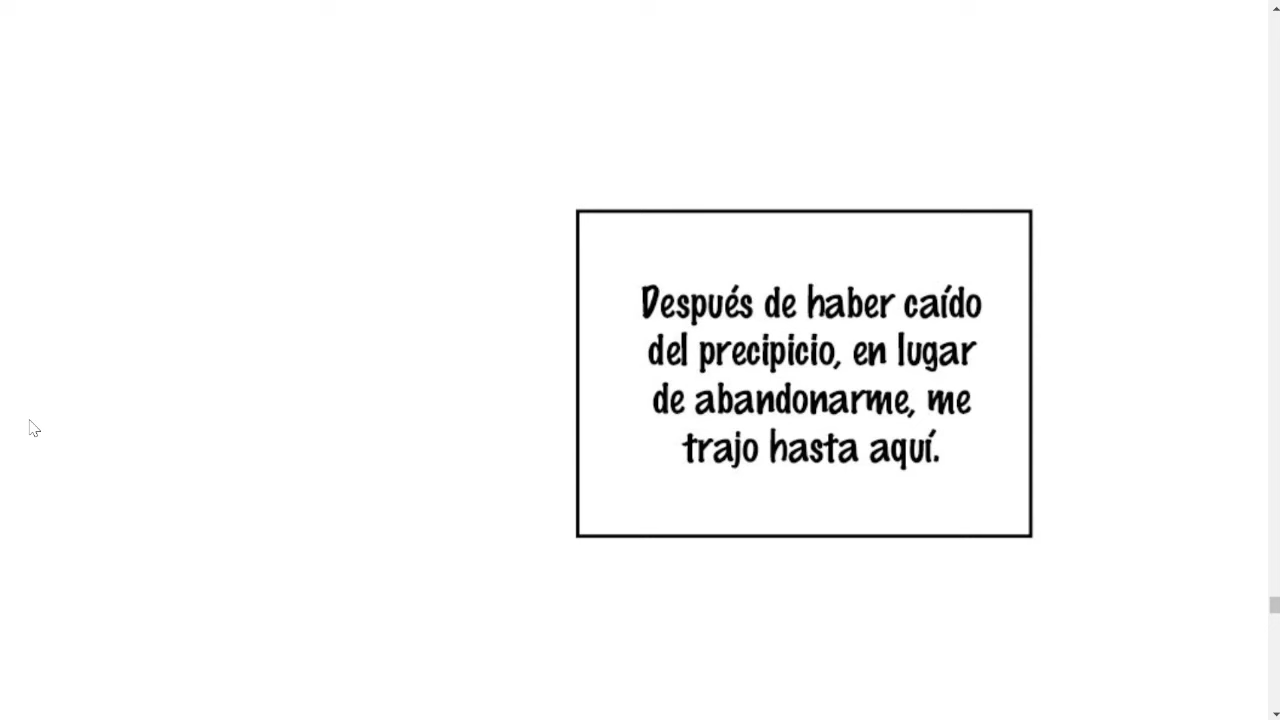 Después de haber caído
del precipicio, en lugar
de abandonarme, me
trajo hasta aquí.